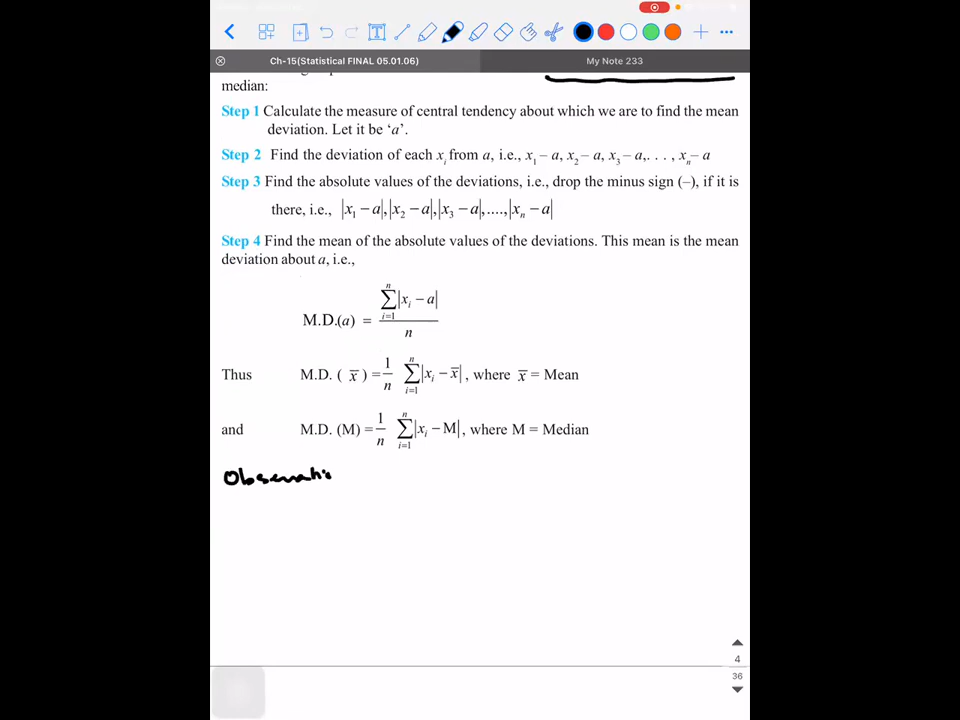 Ch-15(Statistical FINAL 05.01.06)
My Note 233
median:
Step 1 Calculate the measure of central tendency about which we are to find the mean
deviation. Let it be ‘a’.
Step 2 Find the deviation of each xᵢ from a, i.e., x₁ – a, x₂ – a, x₃ – a,. . . , xₙ– a
Step 3 Find the absolute values of the deviations, i.e., drop the minus sign (–), if it is
there, i.e., |x₁ – a|,|x₂ – a|,|x₃ – a|,....,|xₙ – a|
Step 4 Find the mean of the absolute values of the deviations. This mean is the mean
deviation about a, i.e.,
M.D.(a) = ∑ⁿᵢ₌₁|xᵢ – a| / n
Thus M.D. ( x̄ ) = 1/n ∑ⁿᵢ₌₁|xᵢ – x̄| , where x̄ = Mean
and M.D. (M) = 1/n ∑ⁿᵢ₌₁|xᵢ – M|, where M = Median
Observati
4
36